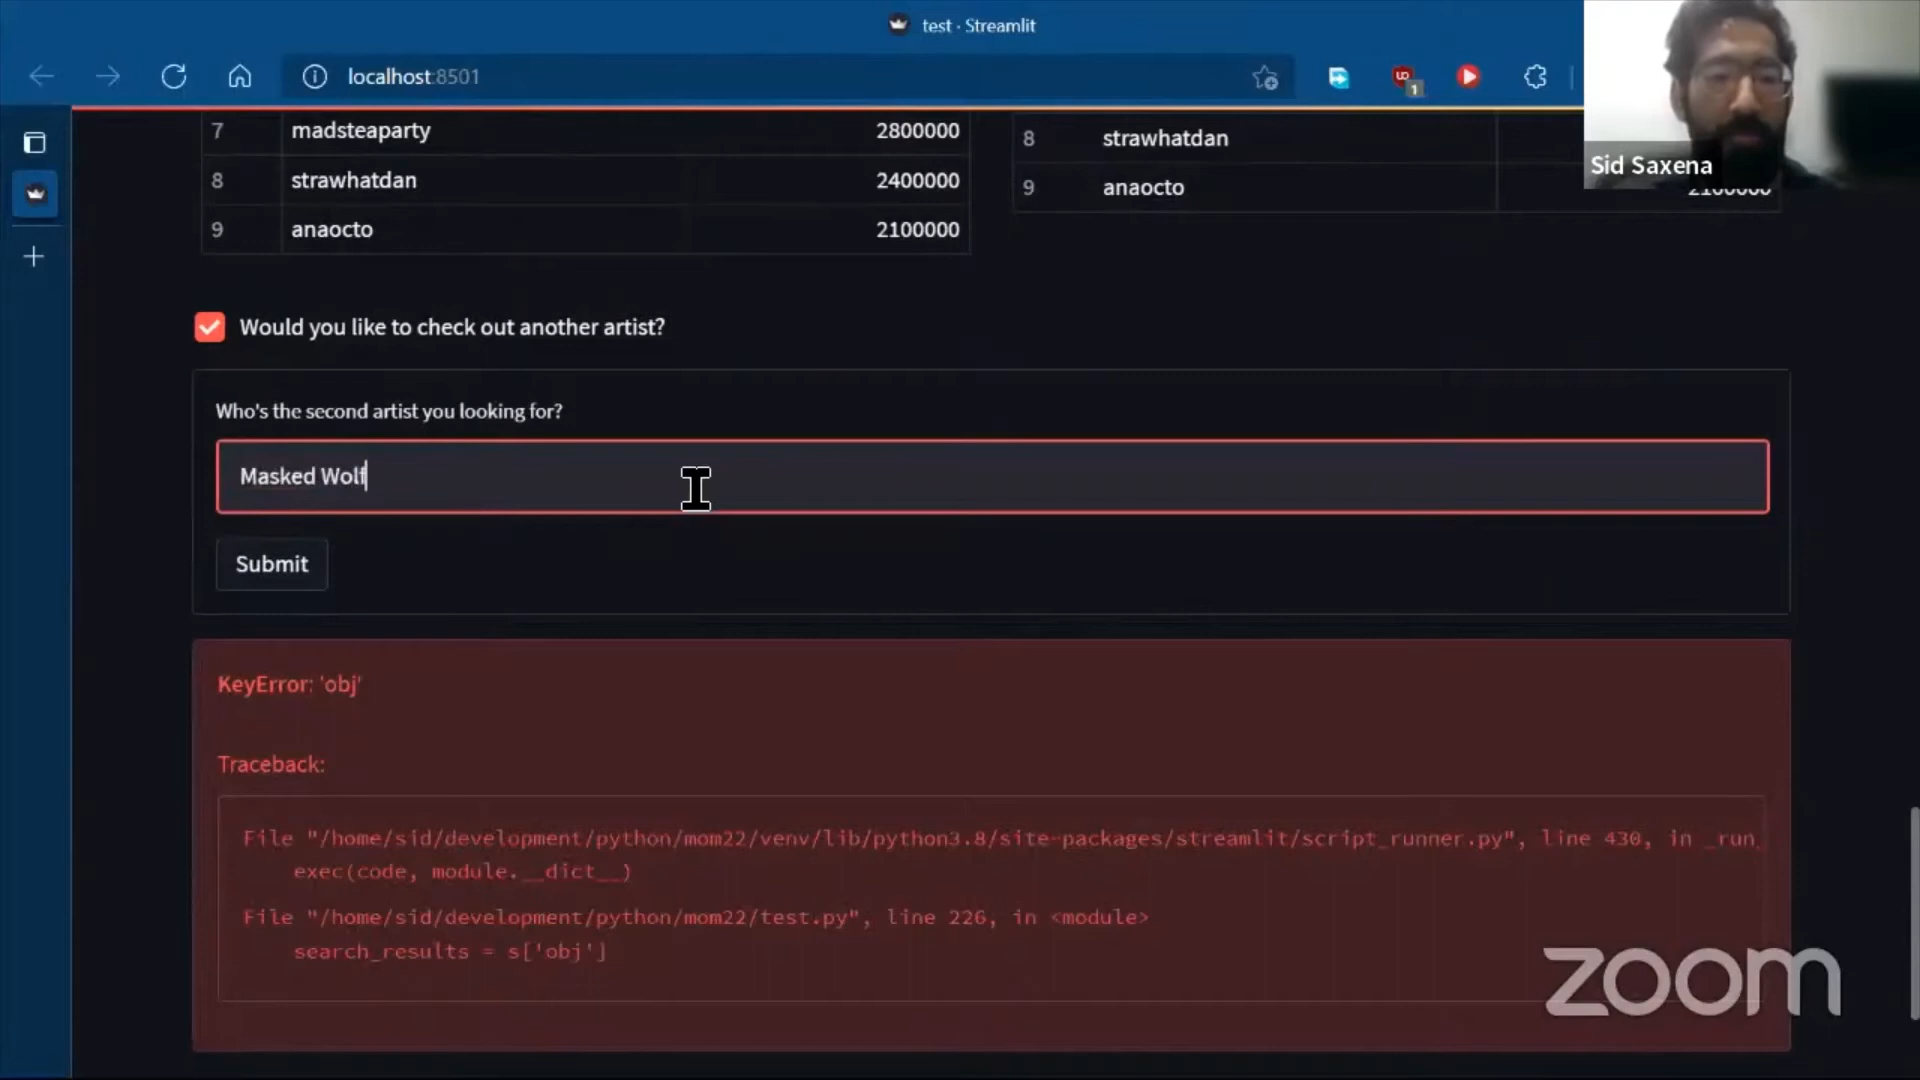 test · Streamlit
localhost:8501
UD
1
7 madsteaparty 2800000
8 strawhatdan 2400000
9 anaocto 2100000
8 strawhatdan
9 anaocto 2100000
Sid Saxena
Would you like to check out another artist?
Who's the second artist you looking for?
Masked Wolf
Submit
KeyError: 'obj'
Traceback:
File "/home/sid/development/python/mom22/venv/lib/python3.8/site-packages/streamlit/script_runner.py", line 430, in _run_
exec(code, module.__dict__)
File "/home/sid/development/python/mom22/test.py", line 226, in <module>
search_results = s['obj']
zoom